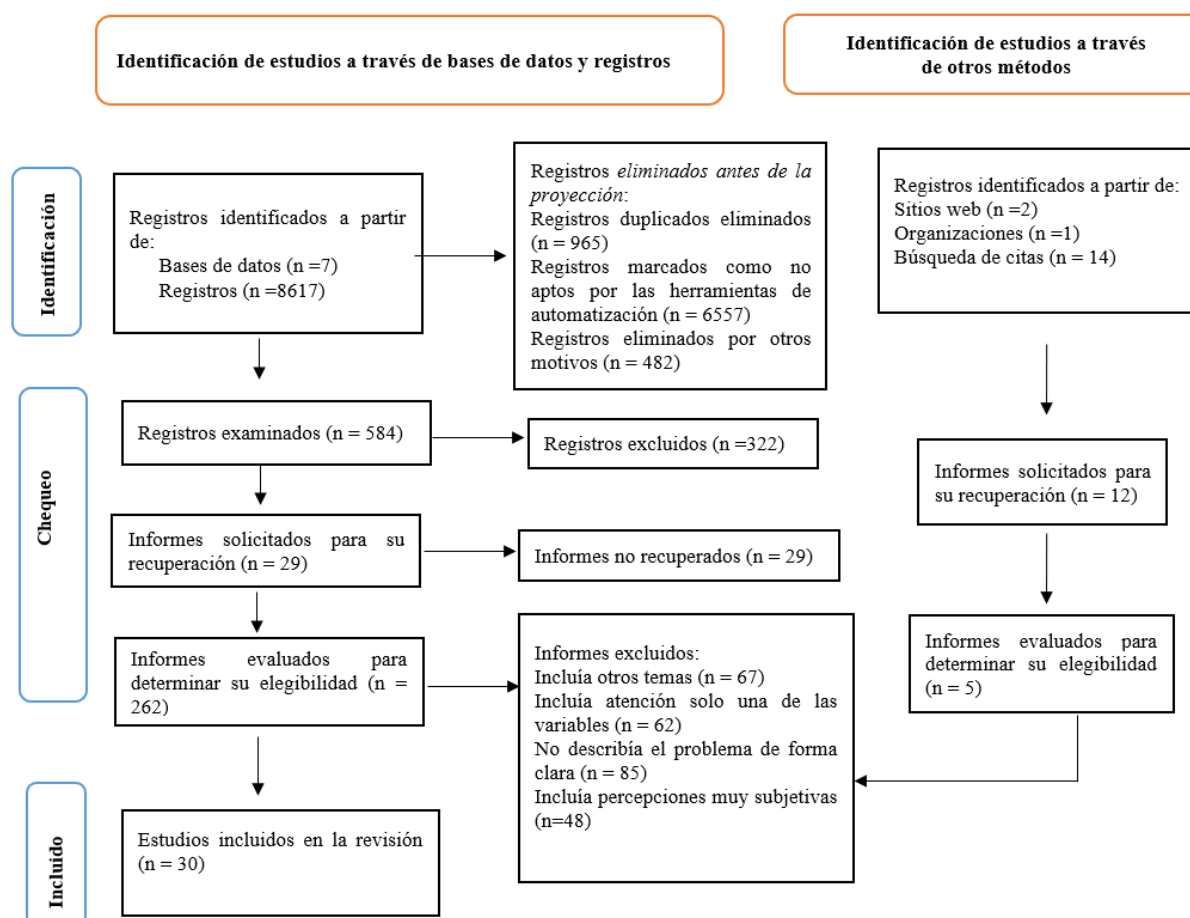 Identificación de estudios a través de bases de datos y registros
Identificación de estudios a través
de otros métodos
Identificación
Registros identificados a partir
de:
Bases de datos (n =7)
Registros (n =8617)
Registros eliminados antes de la
proyección:
Registros duplicados eliminados
(n = 965)
Registros marcados como no
aptos por las herramientas de
automatización (n = 6557)
Registros eliminados por otros
motivos (n = 482)
Registros identificados a partir de:
Sitios web (n =2)
Organizaciones (n =1)
Búsqueda de citas (n = 14)
Chequeo
Registros examinados (n = 584)
Registros excluidos (n =322)
Informes solicitados para su
recuperación (n = 29)
Informes no recuperados (n = 29)
Informes solicitados para
su recuperación (n = 12)
Informes evaluados para
determinar su elegibilidad (n =
262)
Informes excluidos:
Incluía otros temas (n = 67)
Incluía atención solo una de las
variables (n = 62)
No describía el problema de forma
clara (n = 85)
Incluía percepciones muy subjetivas
(n=48)
Informes evaluados para
determinar su elegibilidad
(n = 5)
Incluido
Estudios incluidos en la revisión
(n = 30)